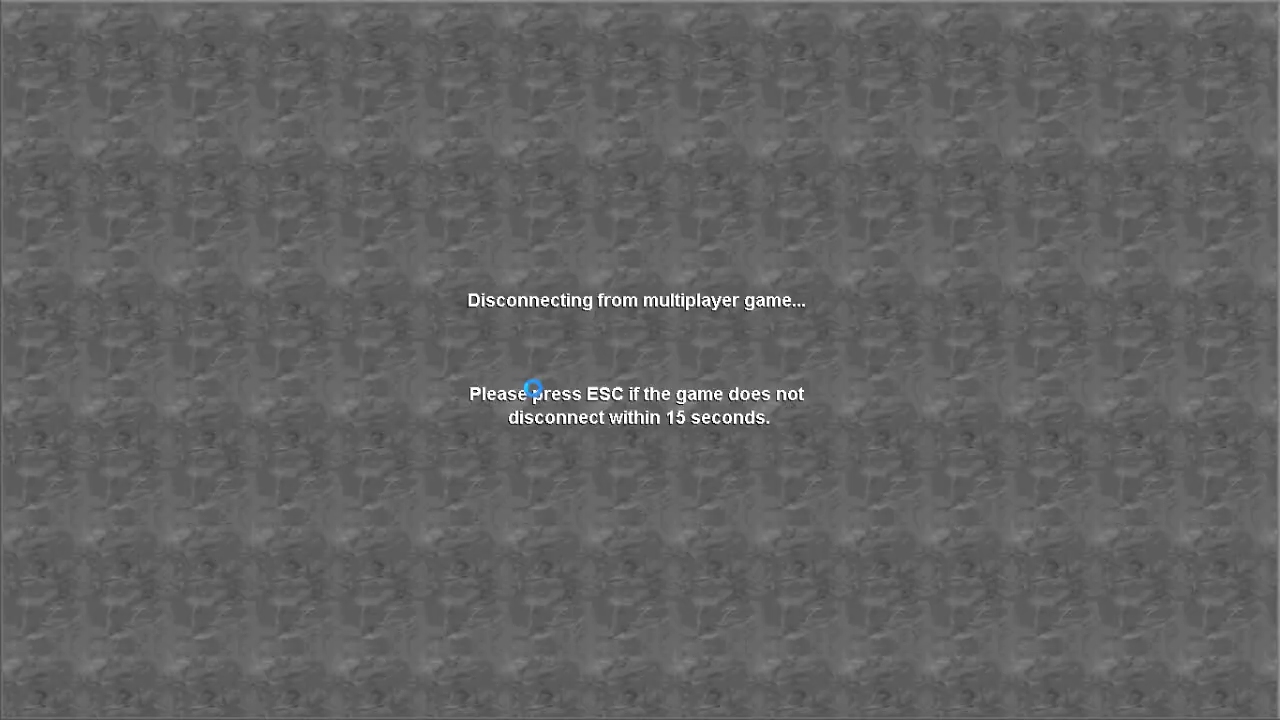 Disconnecting from multiplayer game...
Please press ESC if the game does not
disconnect within 15 seconds.